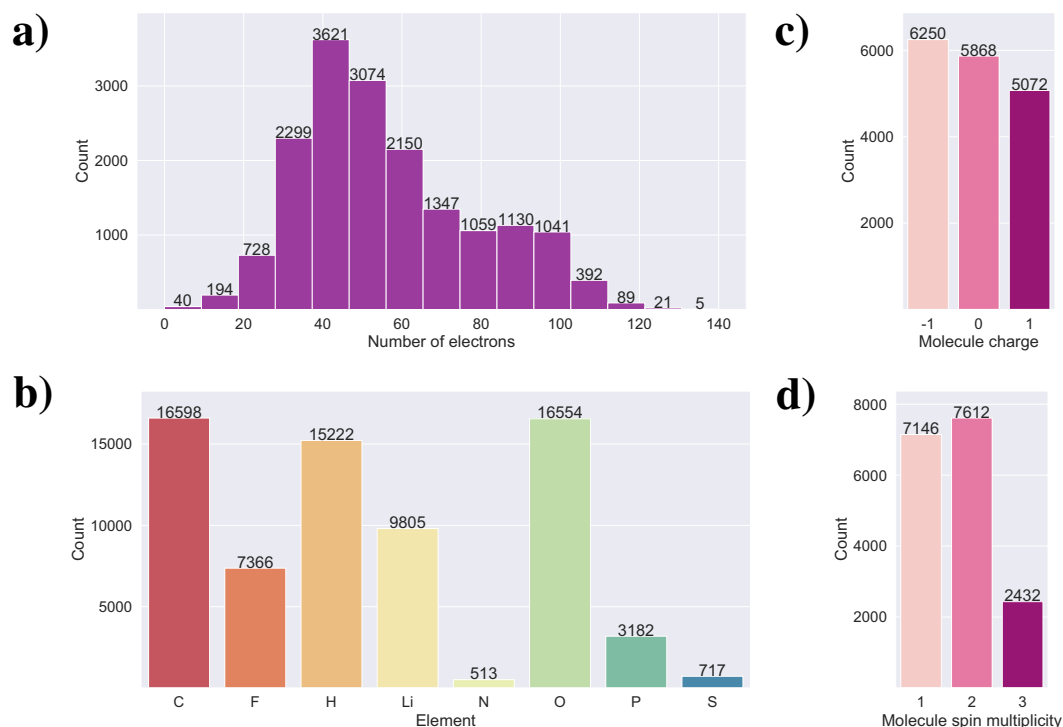 a)
3621
3074
2299
2150
1347
1059
1130
1041
728
392
194
89
40
21
5
3000
2000
1000
Count
0 20 40 60 80 100 120 140
Number of electrons
c)
6250
5868
5072
6000
4000
2000
Count
-1 0 1
Molecule charge
b)
16598
7366
15222
9805
513
16554
3182
717
15000
10000
5000
Count
C F H Li N O P S
Element
d)
7146
7612
2432
8000
6000
4000
2000
Count
1 2 3
Molecule spin multiplicity